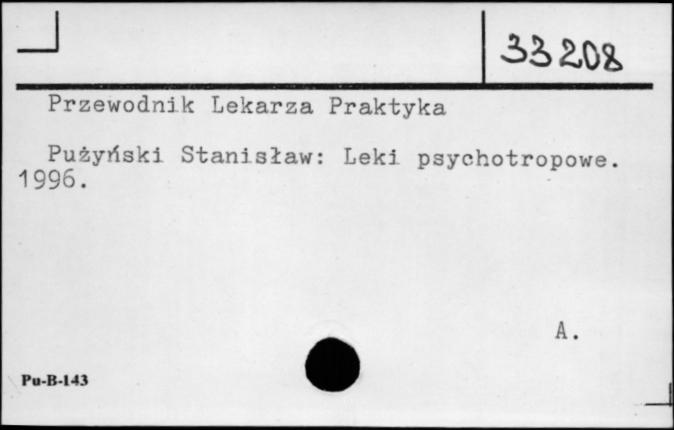 33208
Przewodnik Lekarza Praktyka
Pużyński Stanisław: Leki psychotropowe.
1996.
A.
Pu-B-143